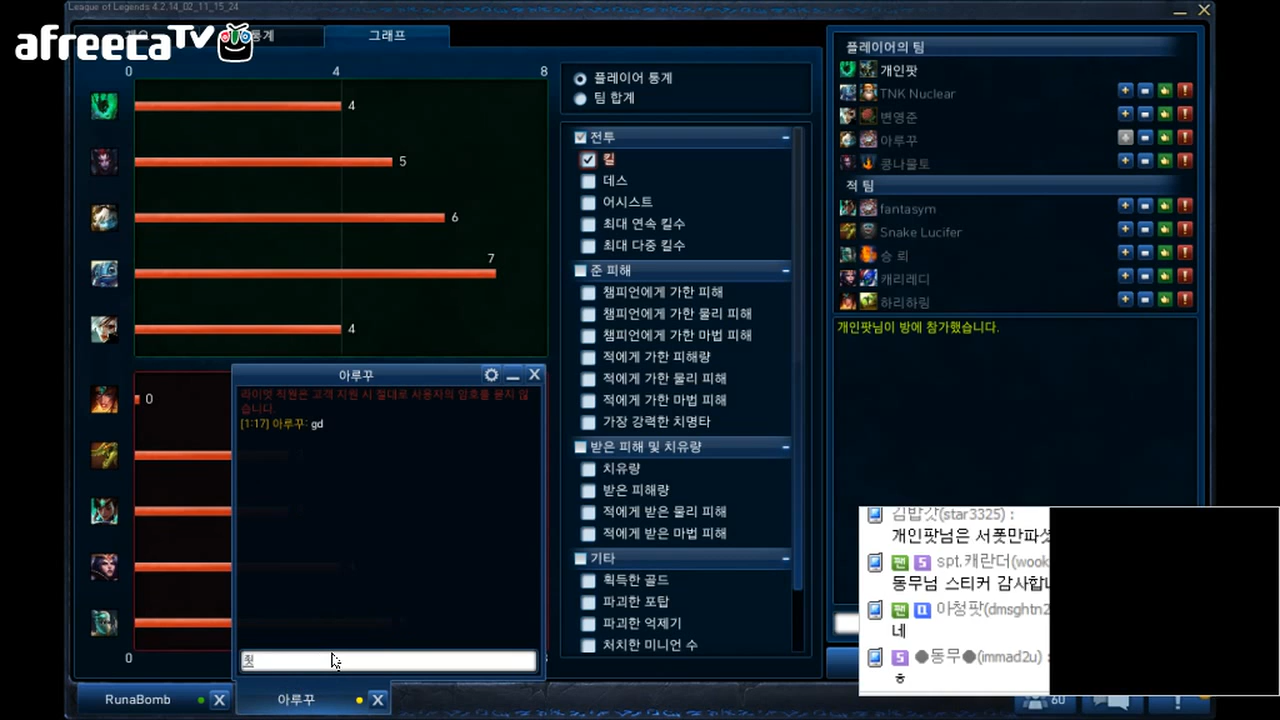 League of Legends 4.2.14_02_11_15_24
afreecaTV
통계
그래프
0
4
8
4
5
6
7
4
0
0
플레이어 통계
팀 합계
전투
킬
데스
어시스트
최대 연속 킬수
최대 다중 킬수
준 피해
챔피언에게 가한 피해
챔피언에게 가한 물리 피해
챔피언에게 가한 마법 피해
적에게 가한 피해량
적에게 가한 물리 피해
적에게 가한 마법 피해
가장 강력한 치명타
받은 피해 및 치유량
치유량
받은 피해량
적에게 받은 물리 피해
적에게 받은 마법 피해
기타
획득한 골드
파괴한 포탑
파괴한 억제기
처치한 미니언 수
플레이어의 팀
개인팟
TNK Nuclear
변영준
아루꾸
콩나물토
적 팀
fantasym
Snake Lucifer
승 뢰
캐리레디
하리하링
개인팟님이 방에 참가했습니다.
아루꾸
라이엇 직원은 고객 지원 시 절대로 사용자의 암호를 묻지 않
습니다.
[1:17] 아루꾸: gd
김밥갓(star3325) :
개인팟님은 서폿만파셧
팬 S spt.캐란더(wook
동무님 스티커 감사합니
팬 아청팟(dmsghtn2
네
S ●동무●(immad2u) :
ㅎ
RunaBomb
아루꾸
60